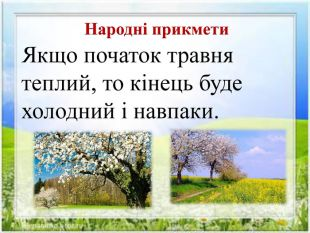 Народні прикмети
Якщо початок травня
теплий, то кінець буде
холодний і навпаки.